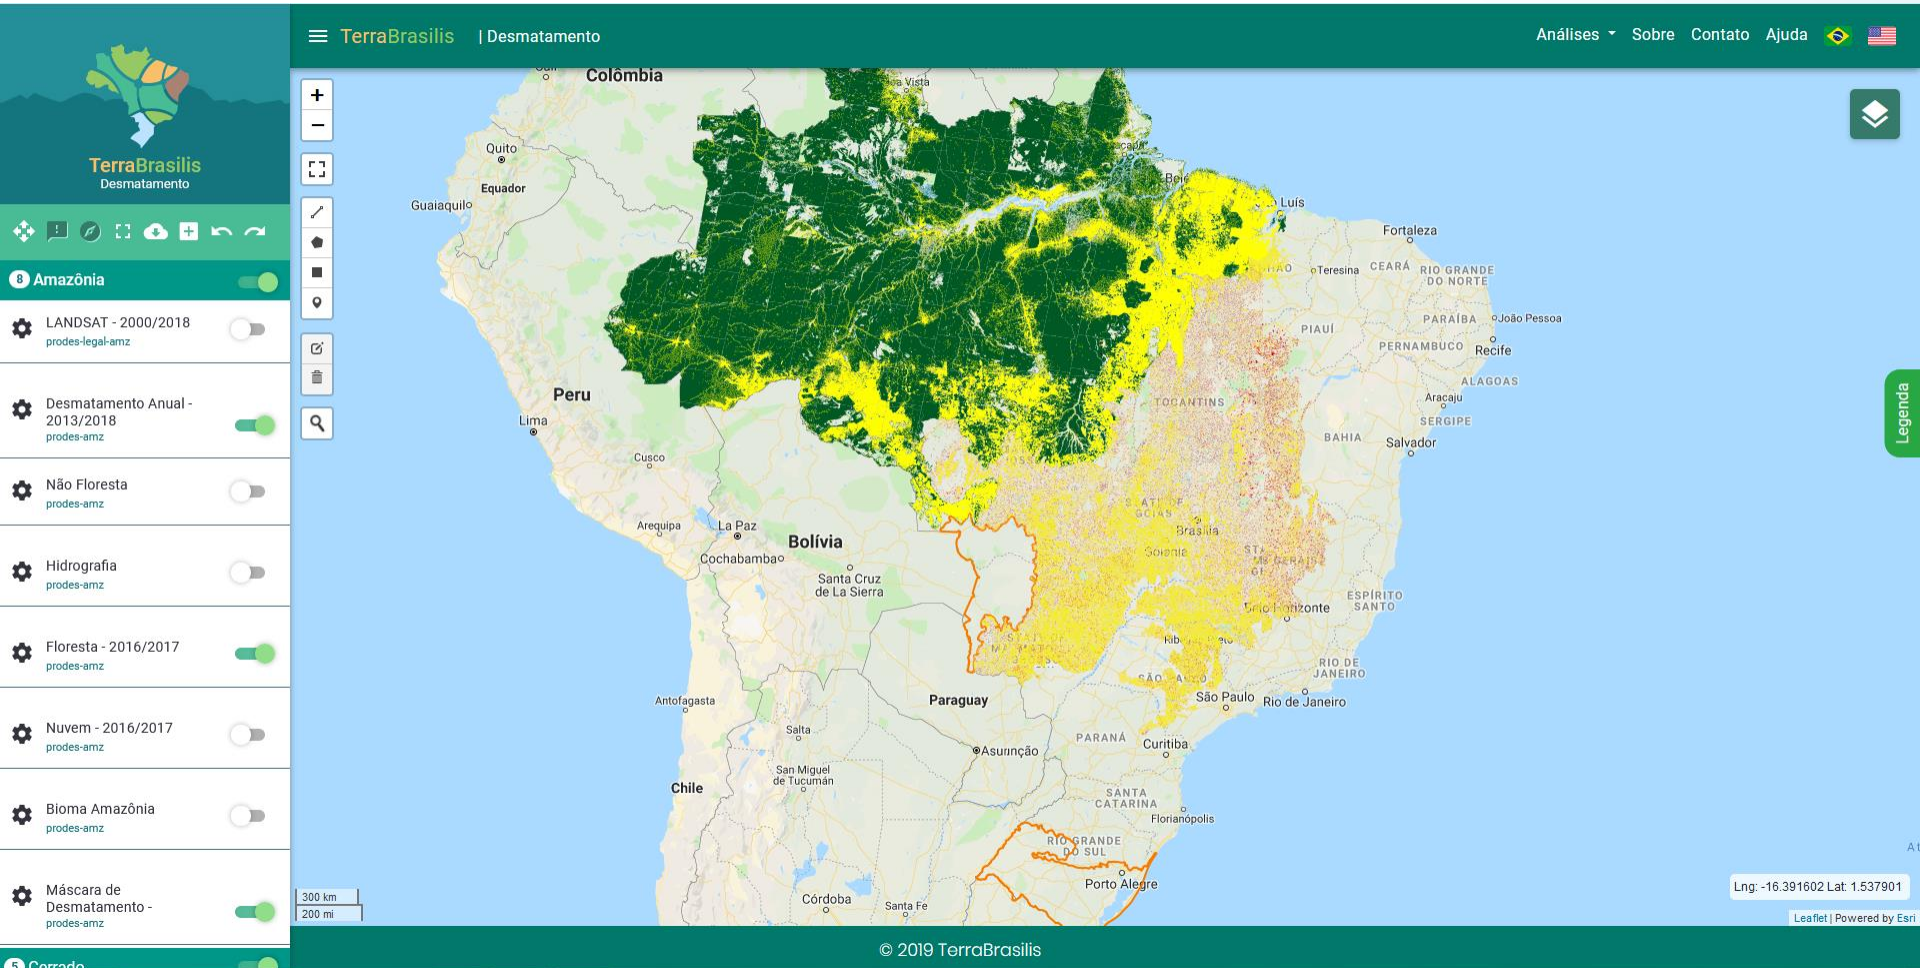 TerraBrasilis
Desmatamento
TerraBrasilis | Desmatamento
Análises
Sobre
Contato
Ajuda
8 Amazônia
LANDSAT - 2000/2018
prodes-legal-amz
Desmatamento Anual -
2013/2018
prodes-amz
Não Floresta
prodes-amz
Hidrografia
prodes-amz
Floresta - 2016/2017
prodes-amz
Nuvem - 2016/2017
prodes-amz
Bioma Amazônia
prodes-amz
Máscara de
Desmatamento -
prodes-amz
5 Cerrado
+
−
Colômbia
Quito
Equador
Guaiaquil
Luís
Fortaleza
Teresina
CEARÁ
RIO GRANDE
DO NORTE
PIAUÍ
PARAÍBA
João Pessoa
PERNAMBUCO
Recife
ALAGOAS
Aracaju
SERGIPE
Peru
Lima
TOCANTINS
BAHIA
Salvador
Cusco
Arequipa
La Paz
Bolívia
Cochabamba
Santa Cruz
de La Sierra
Brasília
Goiânia
ESPÍRITO
SANTO
Belo Horizonte
RIO DE
JANEIRO
SÃO PAULO
São Paulo
Rio de Janeiro
Antofagasta
Paraguay
Salta
Asunción
PARANÁ
Curitiba
San Miguel
de Tucumán
Chile
SANTA
CATARINA
Florianópolis
RIO GRANDE
DO SUL
Porto Alegre
Córdoba
Santa Fe
Legenda
300 km
200 mi
Lng: -16.391602 Lat: 1.537901
Leaflet | Powered by Esri
© 2019 TerraBrasilis